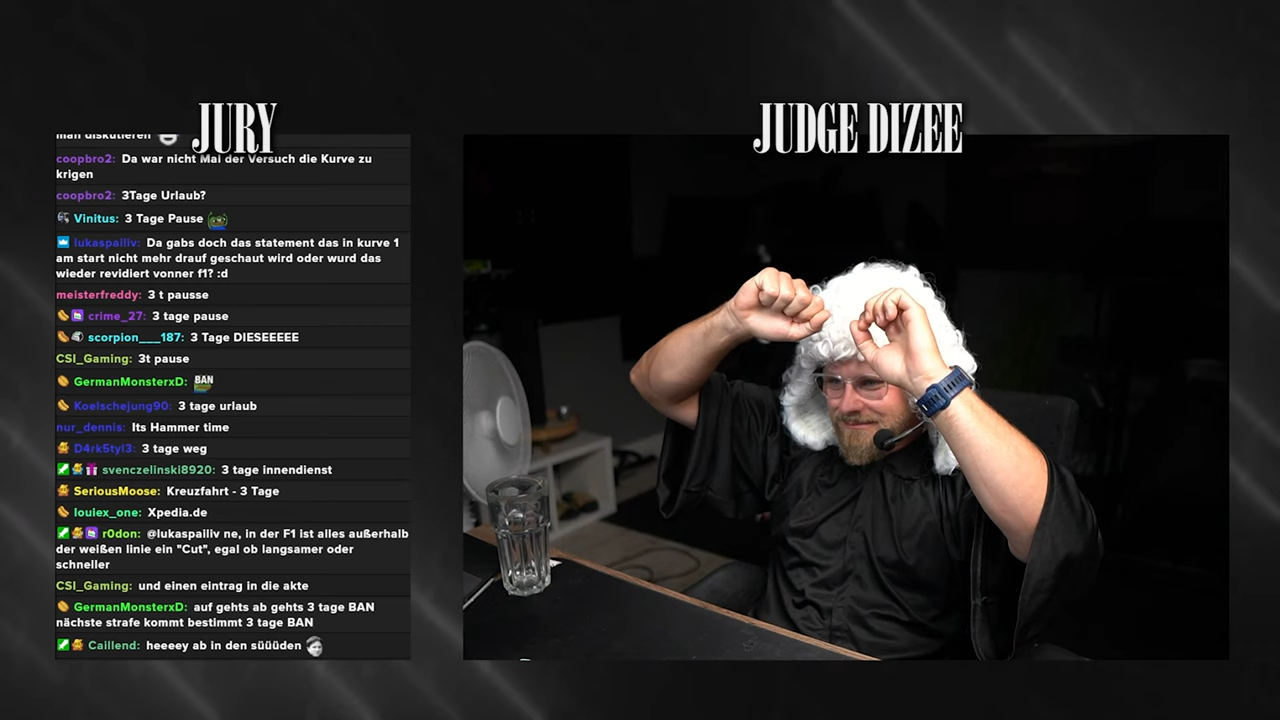 JURY
JUDGE DIZEE
man diskutieren
coopbro2: Da war nicht Mal der Versuch die Kurve zu
krigen
coopbro2: 3Tage Urlaub?
Vinitus: 3 Tage Pause
lukaspailiv: Da gabs doch das statement das in kurve 1
am start nicht mehr drauf geschaut wird oder wurd das
wieder revidiert vonner f1? :d
meisterfreddy: 3 t pausse
crime_27: 3 tage pause
scorpion___187: 3 Tage DIESEEEEE
CSI_Gaming: 3t pause
GermanMonsterxD: BAN
Koelschejung90: 3 tage urlaub
nur_dennis: Its Hammer time
D4rk5tyl3: 3 tage weg
svenczelinski8920: 3 tage innendienst
SeriousMoose: Kreuzfahrt - 3 Tage
louiex_one: Xpedia.de
r0don: @lukaspailiv ne, in der F1 ist alles außerhalb
der weißen linie ein "Cut", egal ob langsamer oder
schneller
CSI_Gaming: und einen eintrag in die akte
GermanMonsterxD: auf gehts ab gehts 3 tage BAN
nächste strafe kommt bestimmt 3 tage BAN
Caillend: heeeey ab in den süüüden